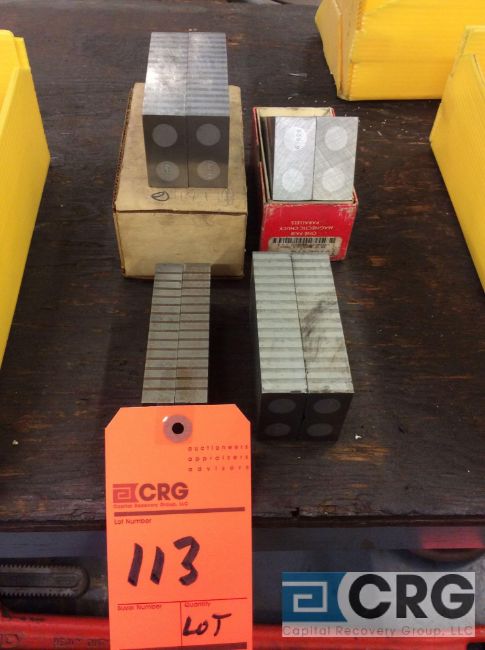 ONE PAIR
MAGNECTIC CHUCK
PARALLELS
auctioneers
appraisers
advisors
CRG
Capital Recovery Group, LLC
Lot Number
113
Buyer Number
Quantity
LOT
CRG
Capital Recovery Group, LLC